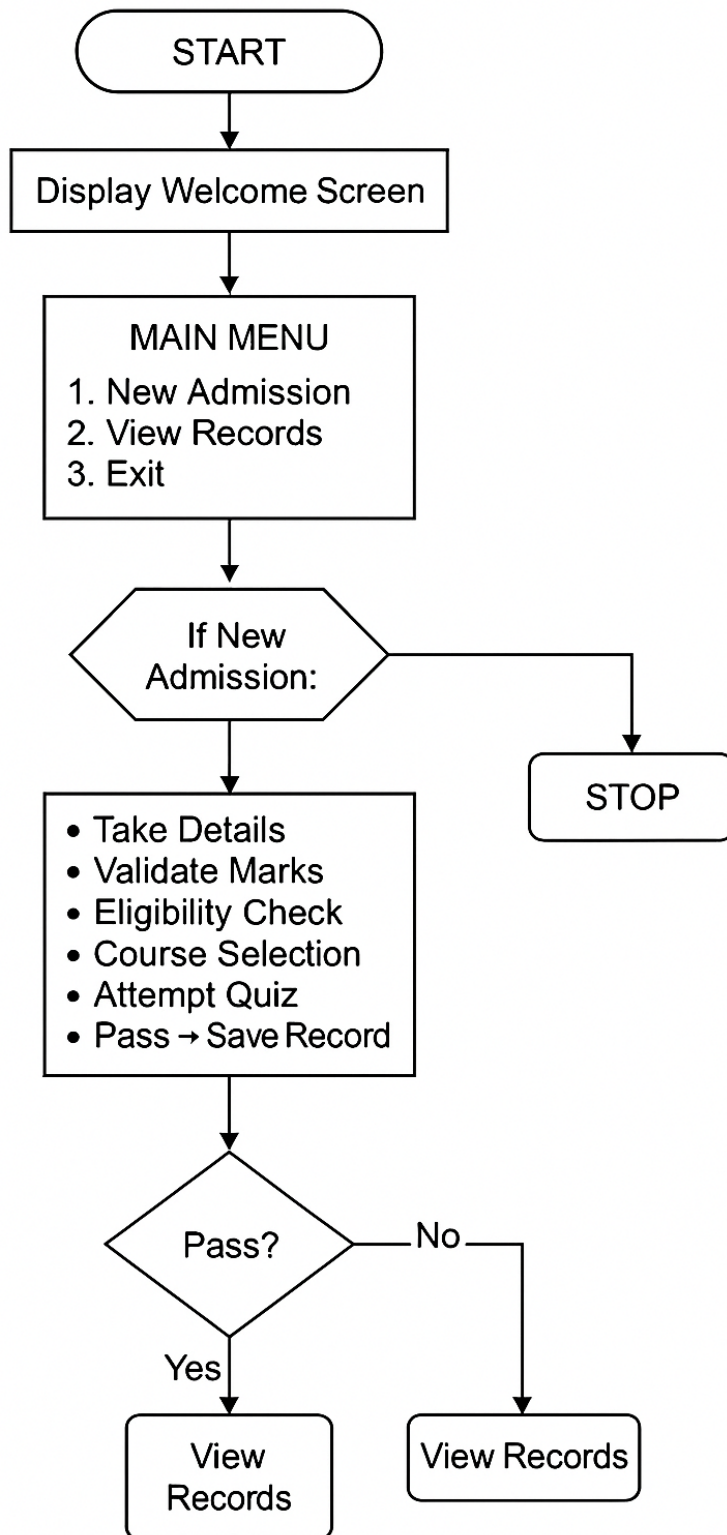 START
Display Welcome Screen
MAIN MENU
1. New Admission
2. View Records
3. Exit
If New
Admission:
STOP
• Take Details
• Validate Marks
• Eligibility Check
• Course Selection
• Attempt Quiz
• Pass → Save Record
Pass?
No
Yes
View
Records
View Records